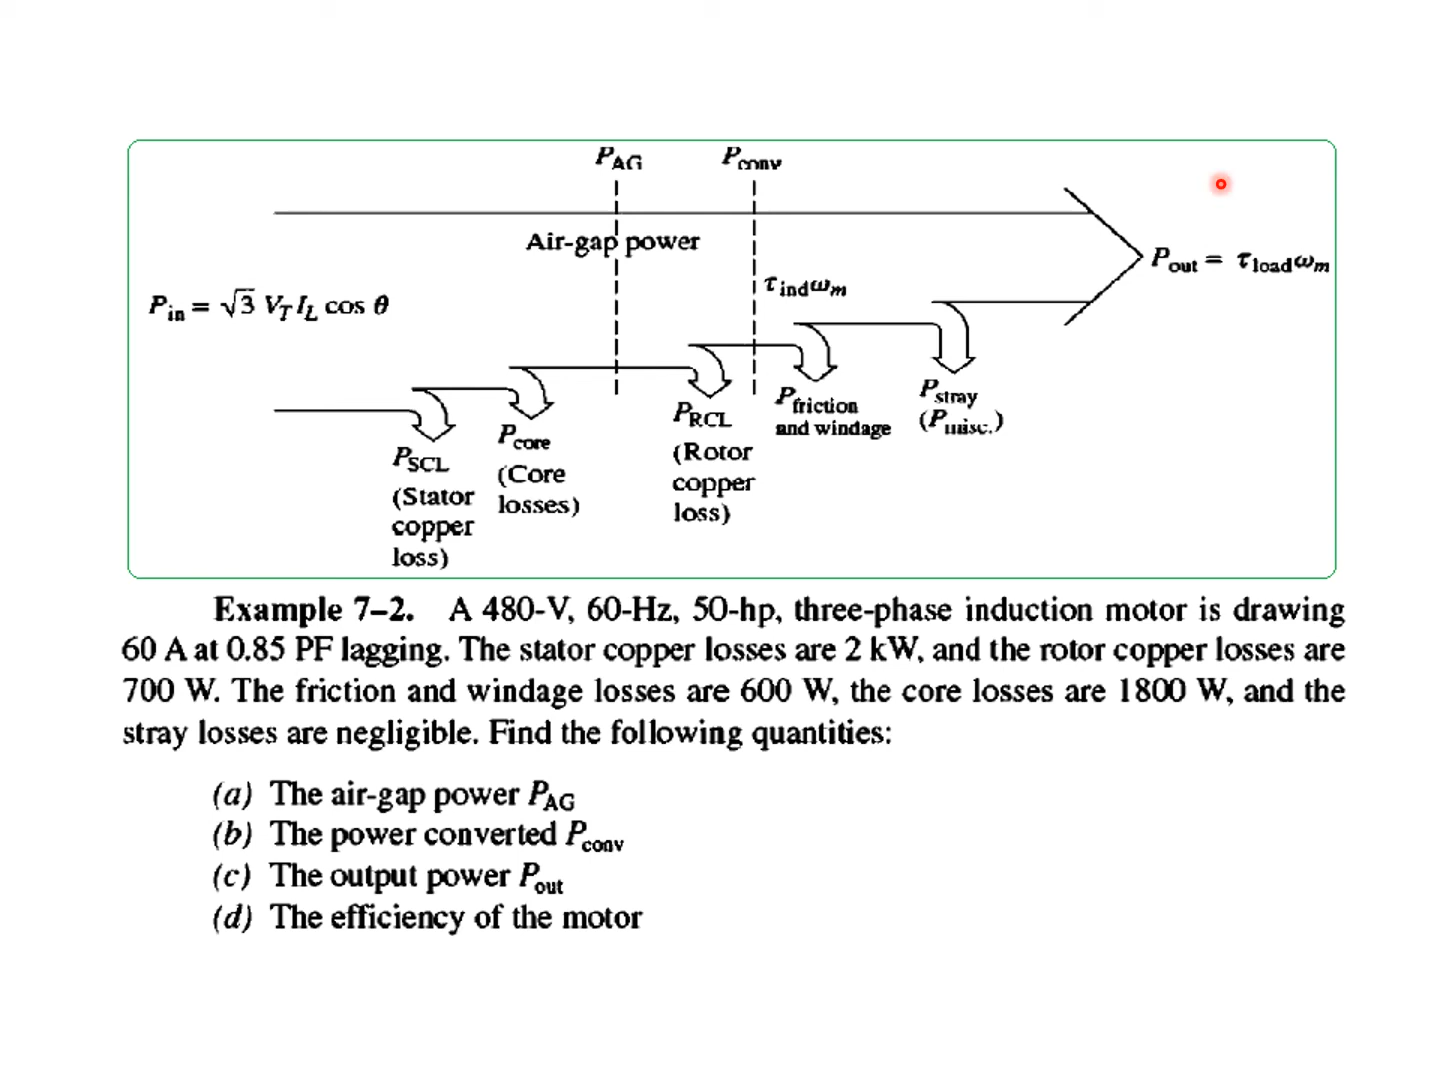 P_AG P_conv
Air-gap power
P_out = τ_load ω_m
τ_ind ω_m
P_in = √3 V_T I_L cos θ
P_SCL
(Stator
copper
loss)
P_core
(Core
losses)
P_RCL
(Rotor
copper
loss)
P_friction
and windage
P_stray
(P_misc.)
Example 7–2. A 480-V, 60-Hz, 50-hp, three-phase induction motor is drawing
60 A at 0.85 PF lagging. The stator copper losses are 2 kW, and the rotor copper losses are
700 W. The friction and windage losses are 600 W, the core losses are 1800 W, and the
stray losses are negligible. Find the following quantities:
(a) The air-gap power P_AG
(b) The power converted P_conv
(c) The output power P_out
(d) The efficiency of the motor